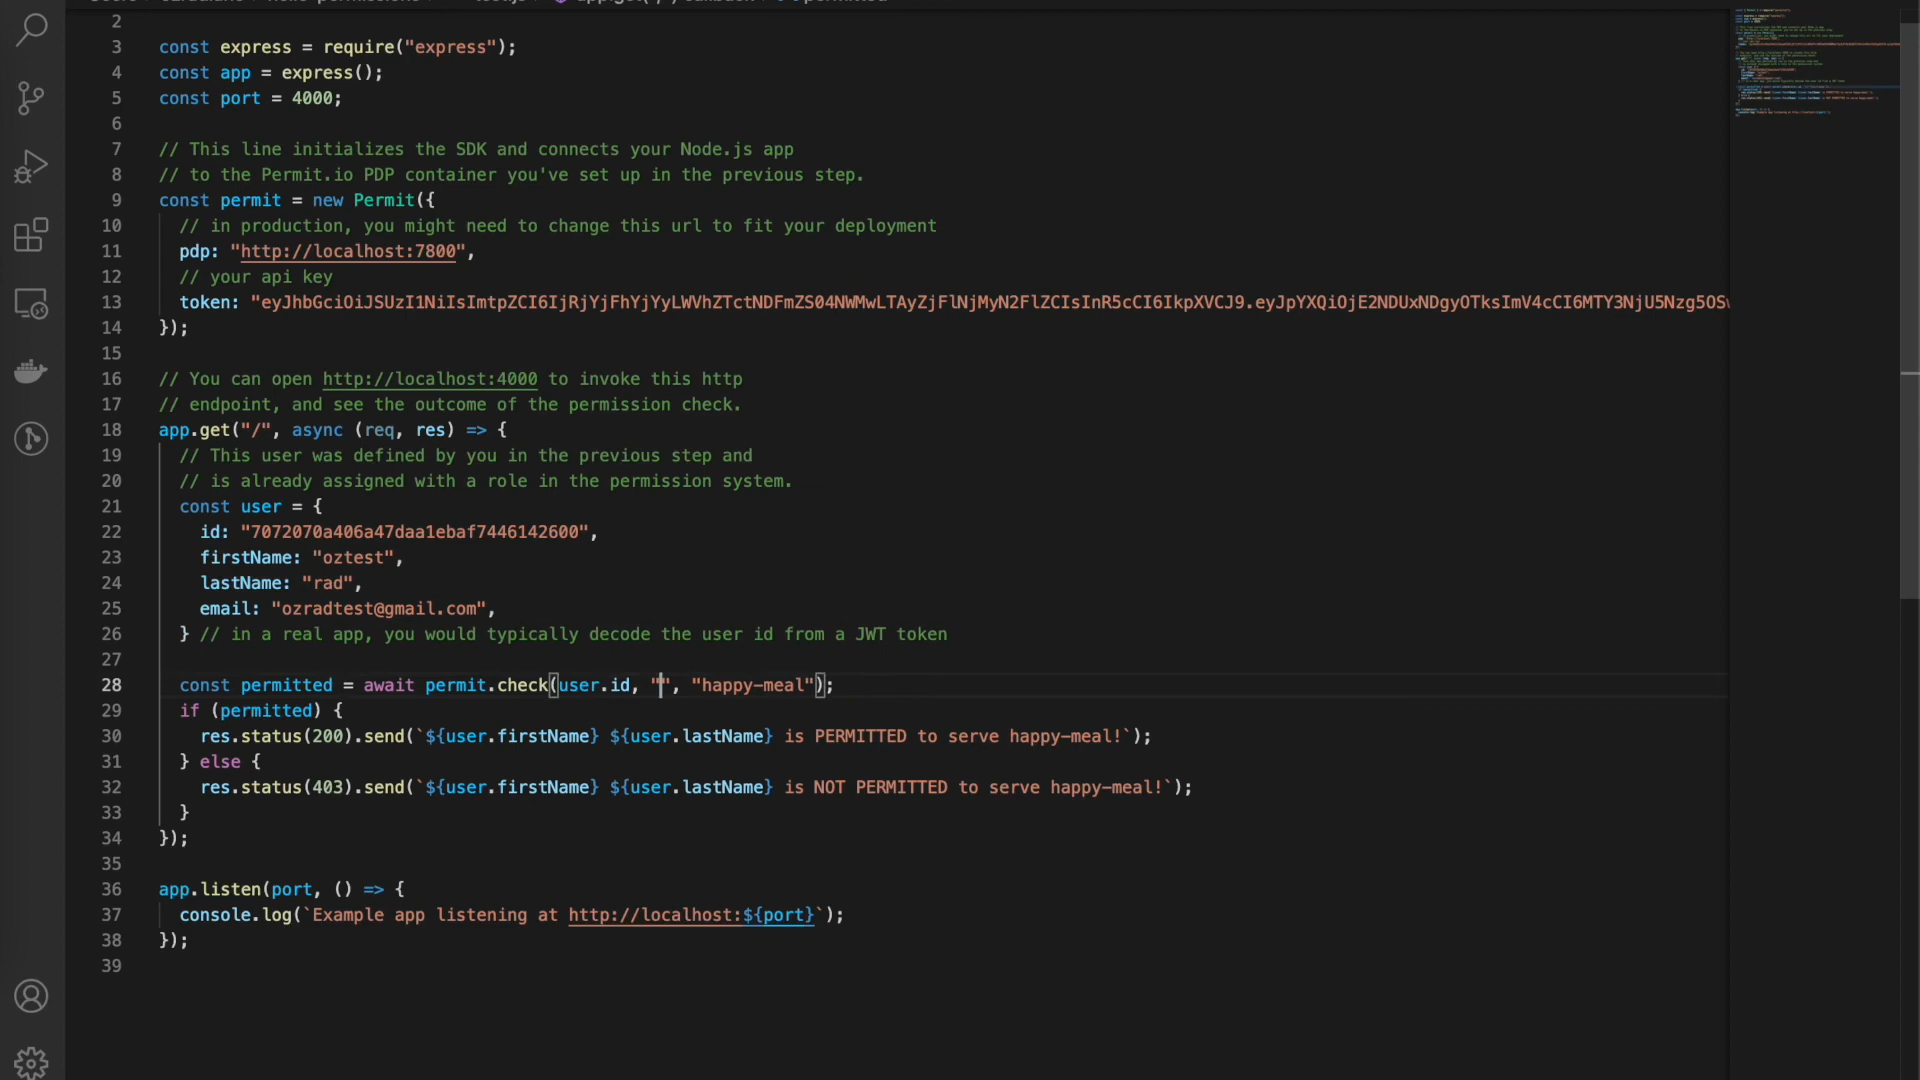 2
3 const express = require("express");
4 const app = express();
5 const port = 4000;
6
7 // This line initializes the SDK and connects your Node.js app
8 // to the Permit.io PDP container you've set up in the previous step.
9 const permit = new Permit({
10 // in production, you might need to change this url to fit your deployment
11 pdp: "http://localhost:7800",
12 // your api key
13 token: "eyJhbGciOiJSUzI1NiIsImtpZCI6IjRjYjFhYjYyLWVhZTctNDFmZS04NWMwLTAyZjFlNjMyN2FlZCIsInR5cCI6IkpXVCJ9.eyJpYXQiOjE2NDUxNDgyOTksImV4cCI6MTY3NjU5Nzg5OSw
14 });
15
16 // You can open http://localhost:4000 to invoke this http
17 // endpoint, and see the outcome of the permission check.
18 app.get("/", async (req, res) => {
19 // This user was defined by you in the previous step and
20 // is already assigned with a role in the permission system.
21 const user = {
22 id: "7072070a406a47daa1ebaf7446142600",
23 firstName: "oztest",
24 lastName: "rad",
25 email: "ozradtest@gmail.com",
26 } // in a real app, you would typically decode the user id from a JWT token
27
28 const permitted = await permit.check(user.id, "", "happy-meal");
29 if (permitted) {
30 res.status(200).send(`${user.firstName} ${user.lastName} is PERMITTED to serve happy-meal!`);
31 } else {
32 res.status(403).send(`${user.firstName} ${user.lastName} is NOT PERMITTED to serve happy-meal!`);
33 }
34 });
35
36 app.listen(port, () => {
37 console.log(`Example app listening at http://localhost:${port}`);
38 });
39